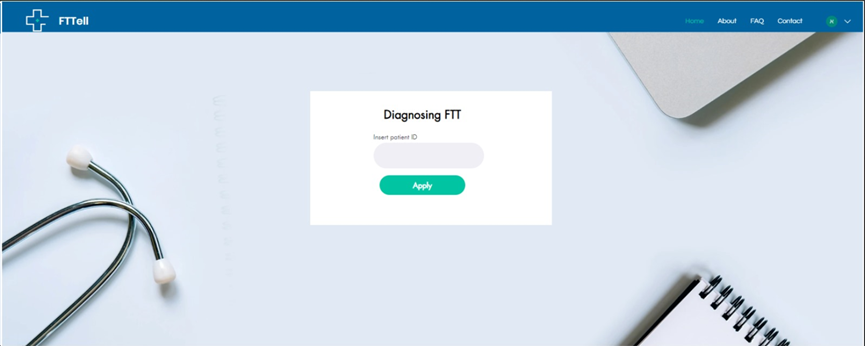 FTTell
Home About FAQ Contact
Diagnosing FTT
Insert patient ID
Apply